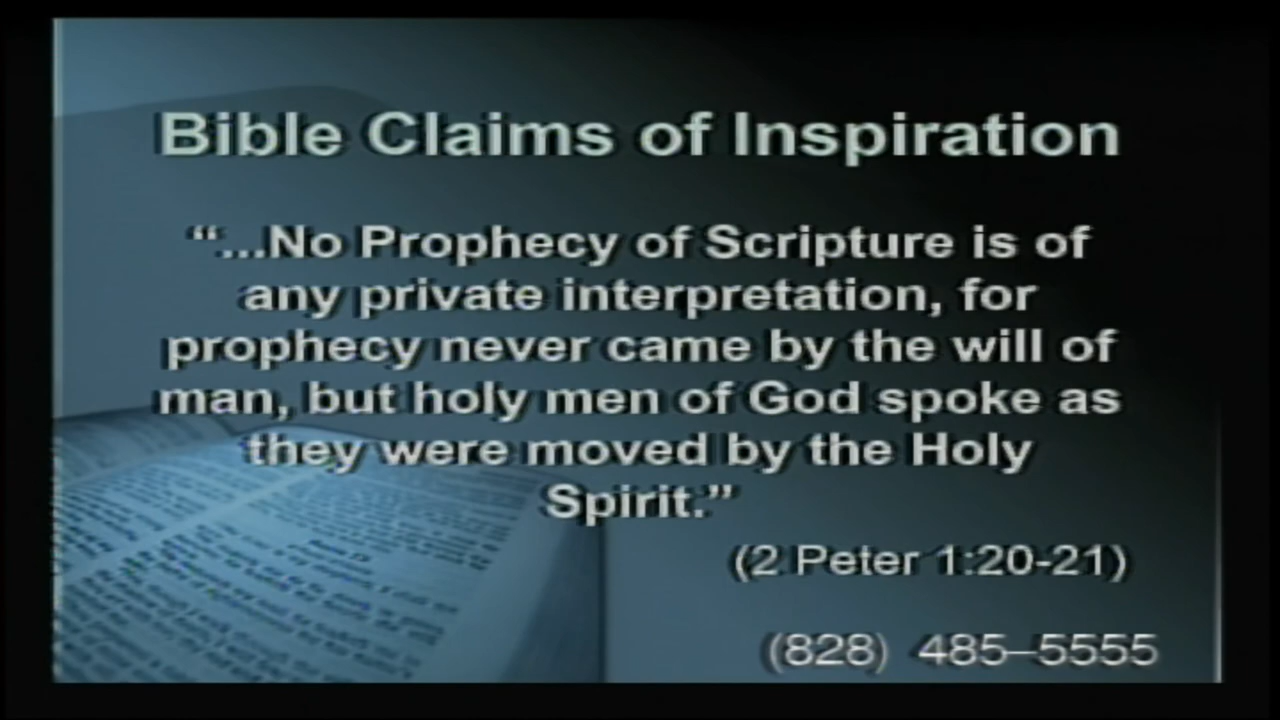 Bible Claims of Inspiration
“...No Prophecy of Scripture is of
any private interpretation, for
prophecy never came by the will of
man, but holy men of God spoke as
they were moved by the Holy
Spirit.”
(2 Peter 1:20-21)
(828) 485–5555